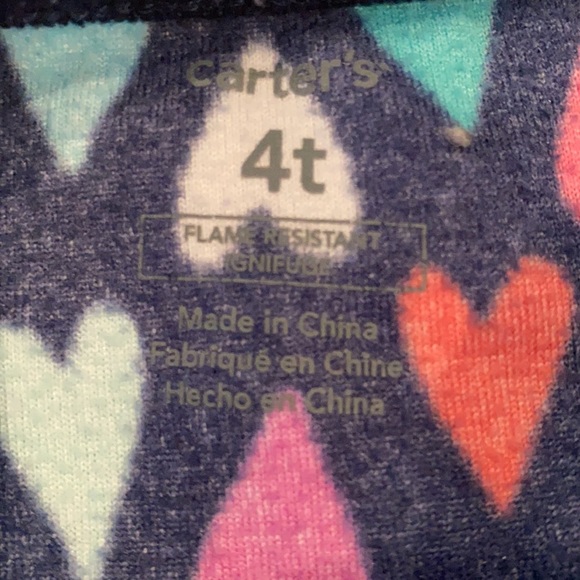 carter's
4t
FLAME RESISTANT
IGNIFUGE
Made in China
Fabriqué en Chine
Hecho en China